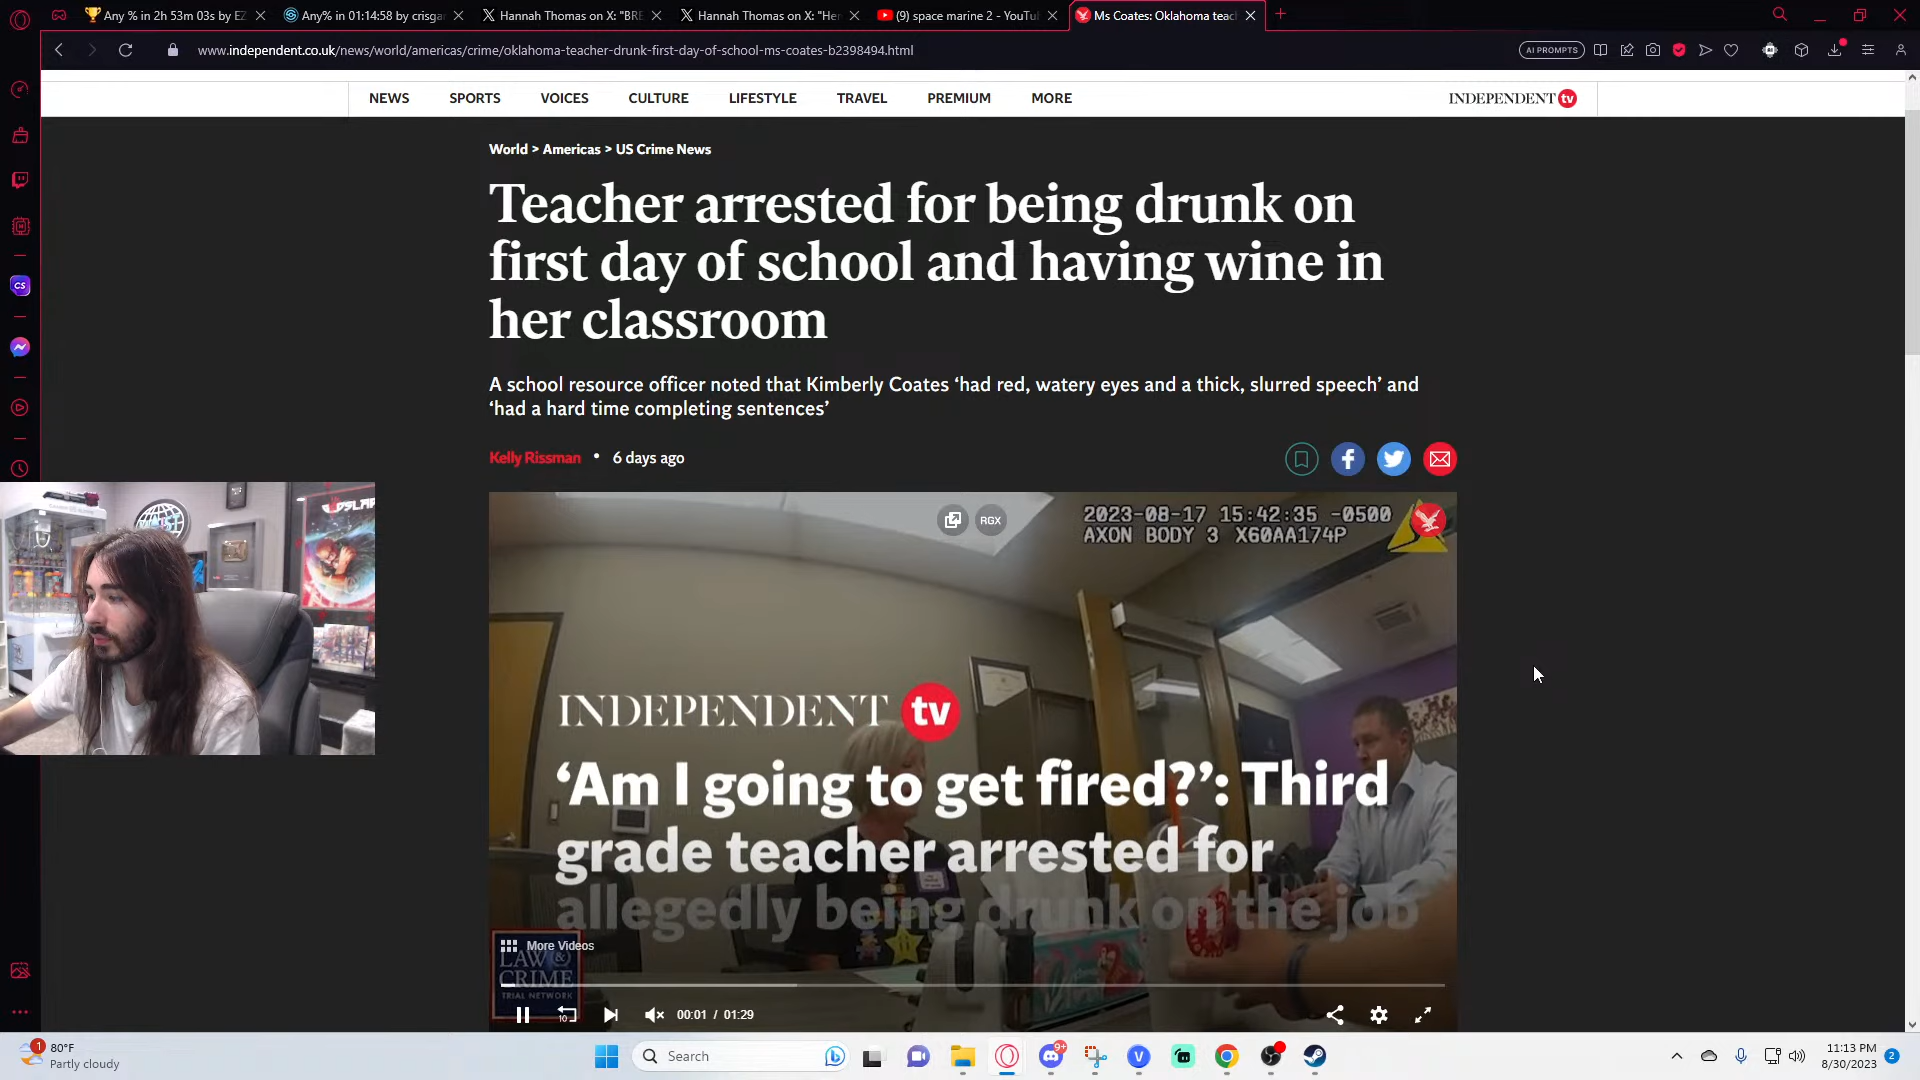 Any % in 2h 53m 03s by EZ
Any% in 01:14:58 by crisgar
Hannah Thomas on X: "BRE
Hannah Thomas on X: "Her
(9) space marine 2 - YouTu
Ms Coates: Oklahoma teac
www.independent.co.uk/news/world/americas/crime/oklahoma-teacher-drunk-first-day-of-school-ms-coates-b2398494.html
AI PROMPTS
NEWS SPORTS VOICES CULTURE LIFESTYLE TRAVEL PREMIUM MORE
INDEPENDENT tv
World > Americas > US Crime News
Teacher arrested for being drunk on
first day of school and having wine in
her classroom
A school resource officer noted that Kimberly Coates ‘had red, watery eyes and a thick, slurred speech’ and
‘had a hard time completing sentences’
Kelly Rissman • 6 days ago
CS
RGX
2023-08-17 15:42:35 -0500
AXON BODY 3 X60AA174P
INDEPENDENT tv
‘Am I going to get fired?’: Third
grade teacher arrested for
allegedly being drunk on the job
More Videos
LAW &
CRIME
TRIAL NETWORK
10
00:01 / 01:29
1
80°F
Partly cloudy
Search
9+
V
11:13 PM
8/30/2023
2